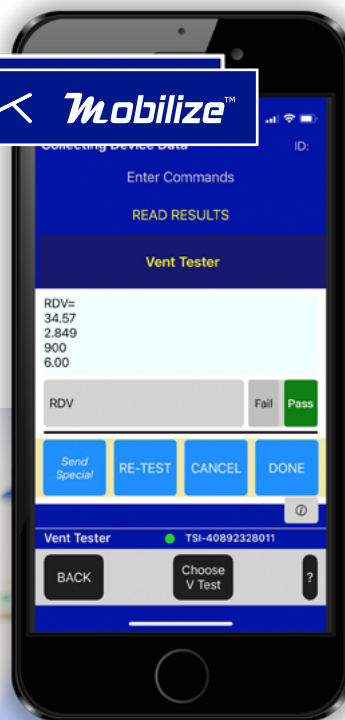 Mobilize™
Collecting Device Data ID:
Enter Commands
READ RESULTS
Vent Tester
RDV=
34.57
2.849
900
6.00
RDV Fail Pass
Send Special RE-TEST CANCEL DONE
Vent Tester TSI-40892328011
BACK Choose V Test ?